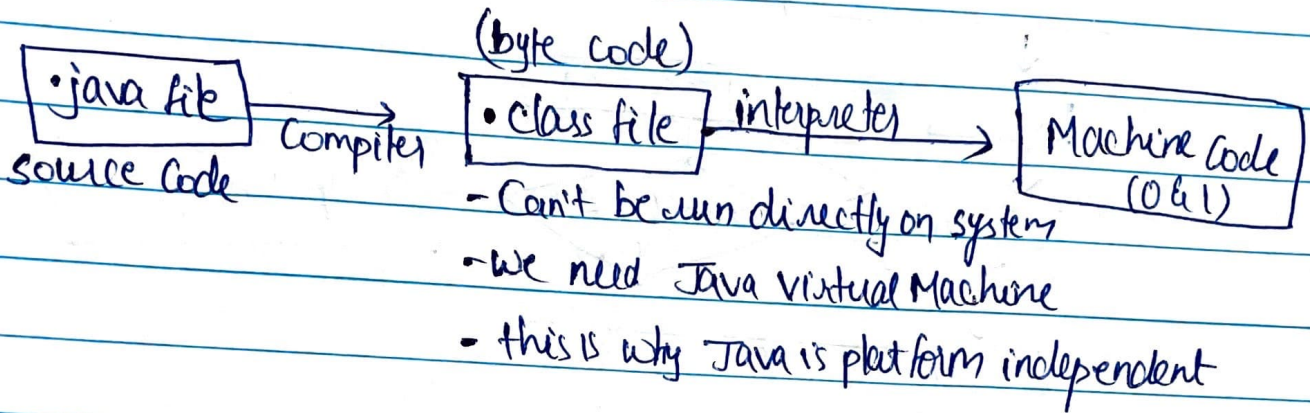 (byte code)
.java file
Compiler
source Code
.class file
interpreter
Machine Code
(0 & 1)
- Can't be run directly on system
- We need Java Virtual Machine
- this is why Java is platform independent